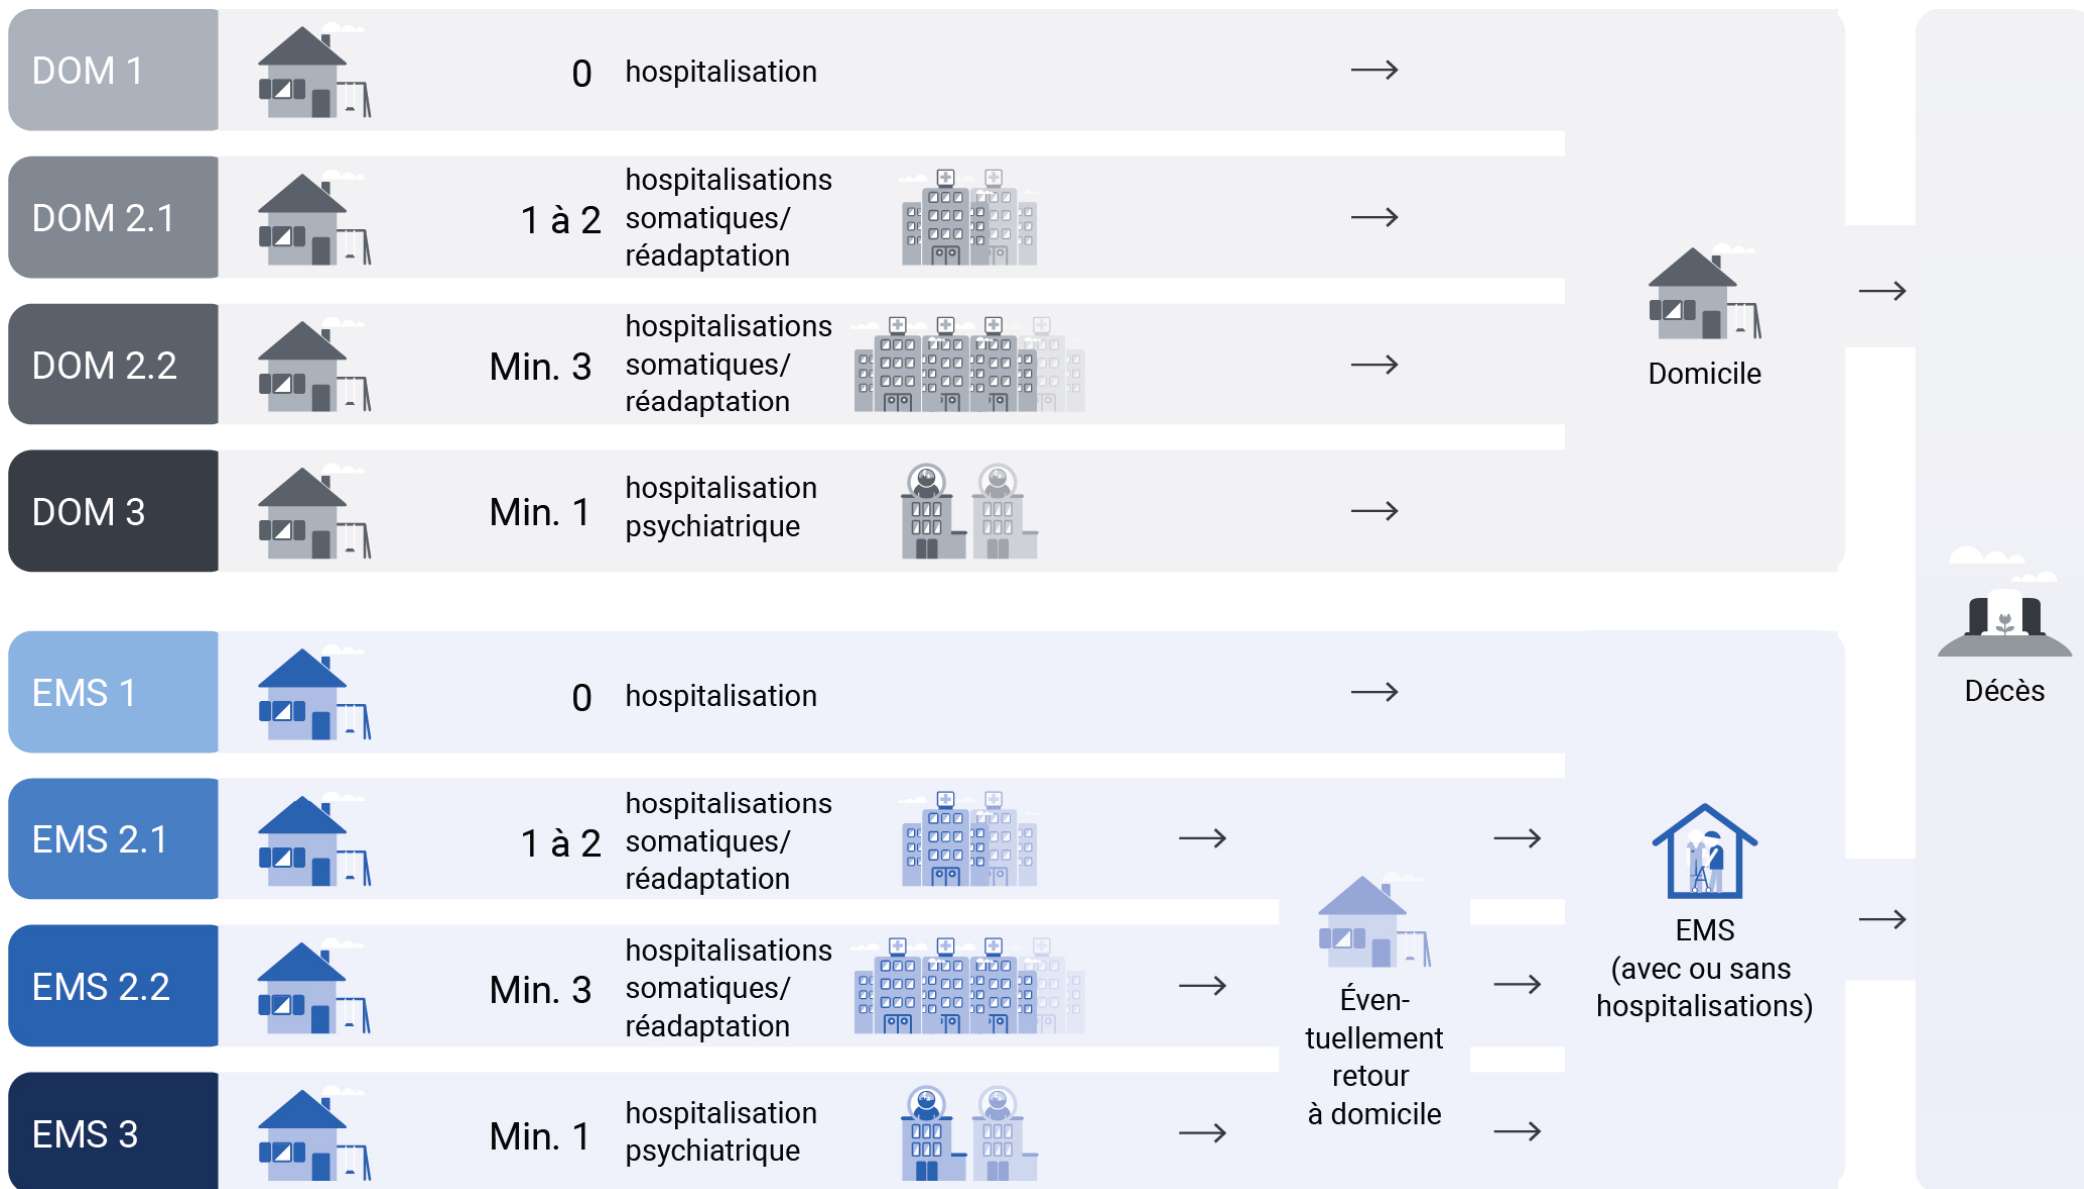 DOM 1
0 hospitalisation
DOM 2.1
1 à 2
hospitalisations
somatiques/
réadaptation
DOM 2.2
Min. 3
hospitalisations
somatiques/
réadaptation
DOM 3
Min. 1
hospitalisation
psychiatrique
Domicile
EMS 1
0 hospitalisation
EMS 2.1
1 à 2
hospitalisations
somatiques/
réadaptation
EMS 2.2
Min. 3
hospitalisations
somatiques/
réadaptation
EMS 3
Min. 1
hospitalisation
psychiatrique
Éven-
tuellement
retour
à domicile
EMS
(avec ou sans
hospitalisations)
Décès